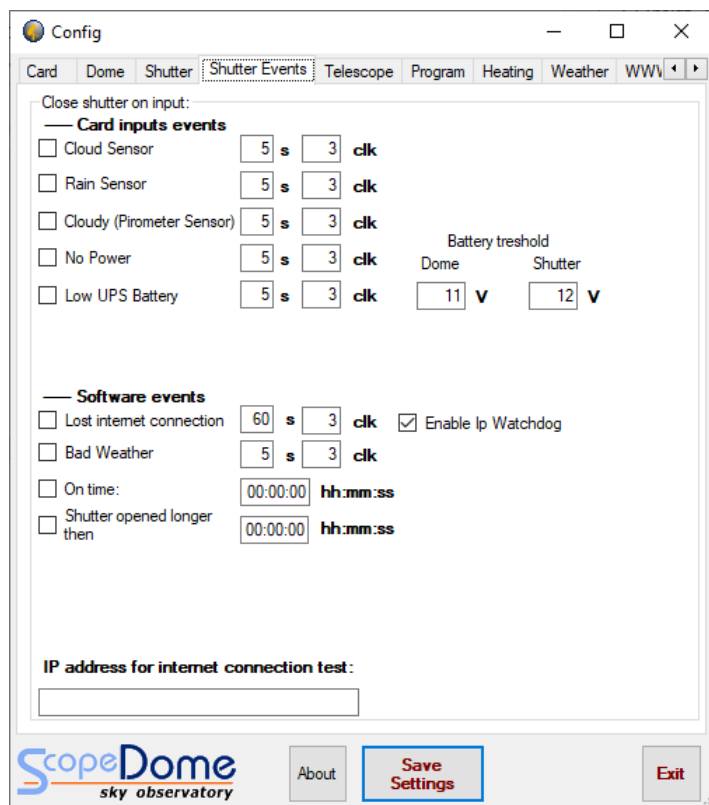 Config
Card Dome Shutter Shutter Events Telescope Program Heating Weather
Close shutter on input:
Card inputs events
Cloud Sensor 5 s 3 clk
Rain Sensor 5 s 3 clk
Cloudy (Pirometer Sensor) 5 s 3 clk
Battery treshold
No Power 5 s 3 clk Dome Shutter
Low UPS Battery 5 s 3 clk 11 V 12 V
Software events
Lost internet connection 60 s 3 clk Enable Ip Watchdog
Bad Weather 5 s 3 clk
On time: 00:00:00 hh:mm:ss
Shutter opened longer
then 00:00:00 hh:mm:ss
IP address for internet connection test:
ScopeDome
sky observatory
About
Save
Settings
Exit